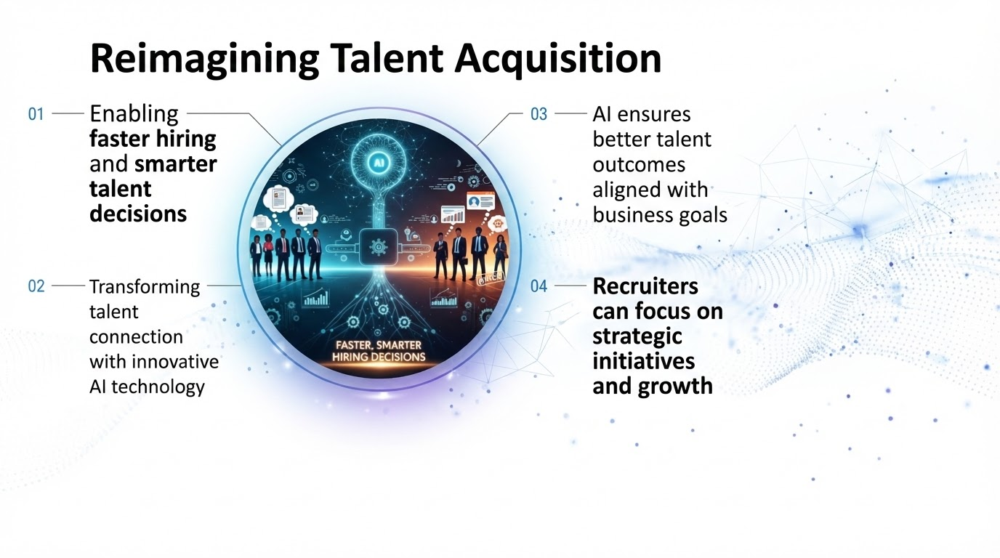 Reimagining Talent Acquisition
01
Enabling
faster hiring
and smarter
talent
decisions
02
Transforming
talent
connection
with innovative
AI technology
AI
FASTER, SMARTER
HIRING DECISIONS
03
AI ensures
better talent
outcomes
aligned with
business goals
04
Recruiters
can focus on
strategic
initiatives
and growth